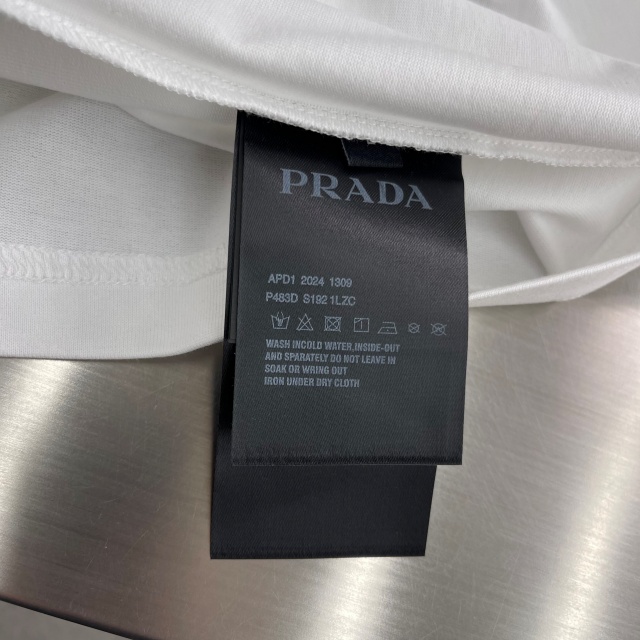 PRADA
APD1 2024 1309
P483D S192 1LZC
WASH INCOLD WATER,INSIDE-OUT
AND SPARATELY DO NOT LEAVE IN
SOAK OR WRING OUT
IRON UNDER DRY CLOTH